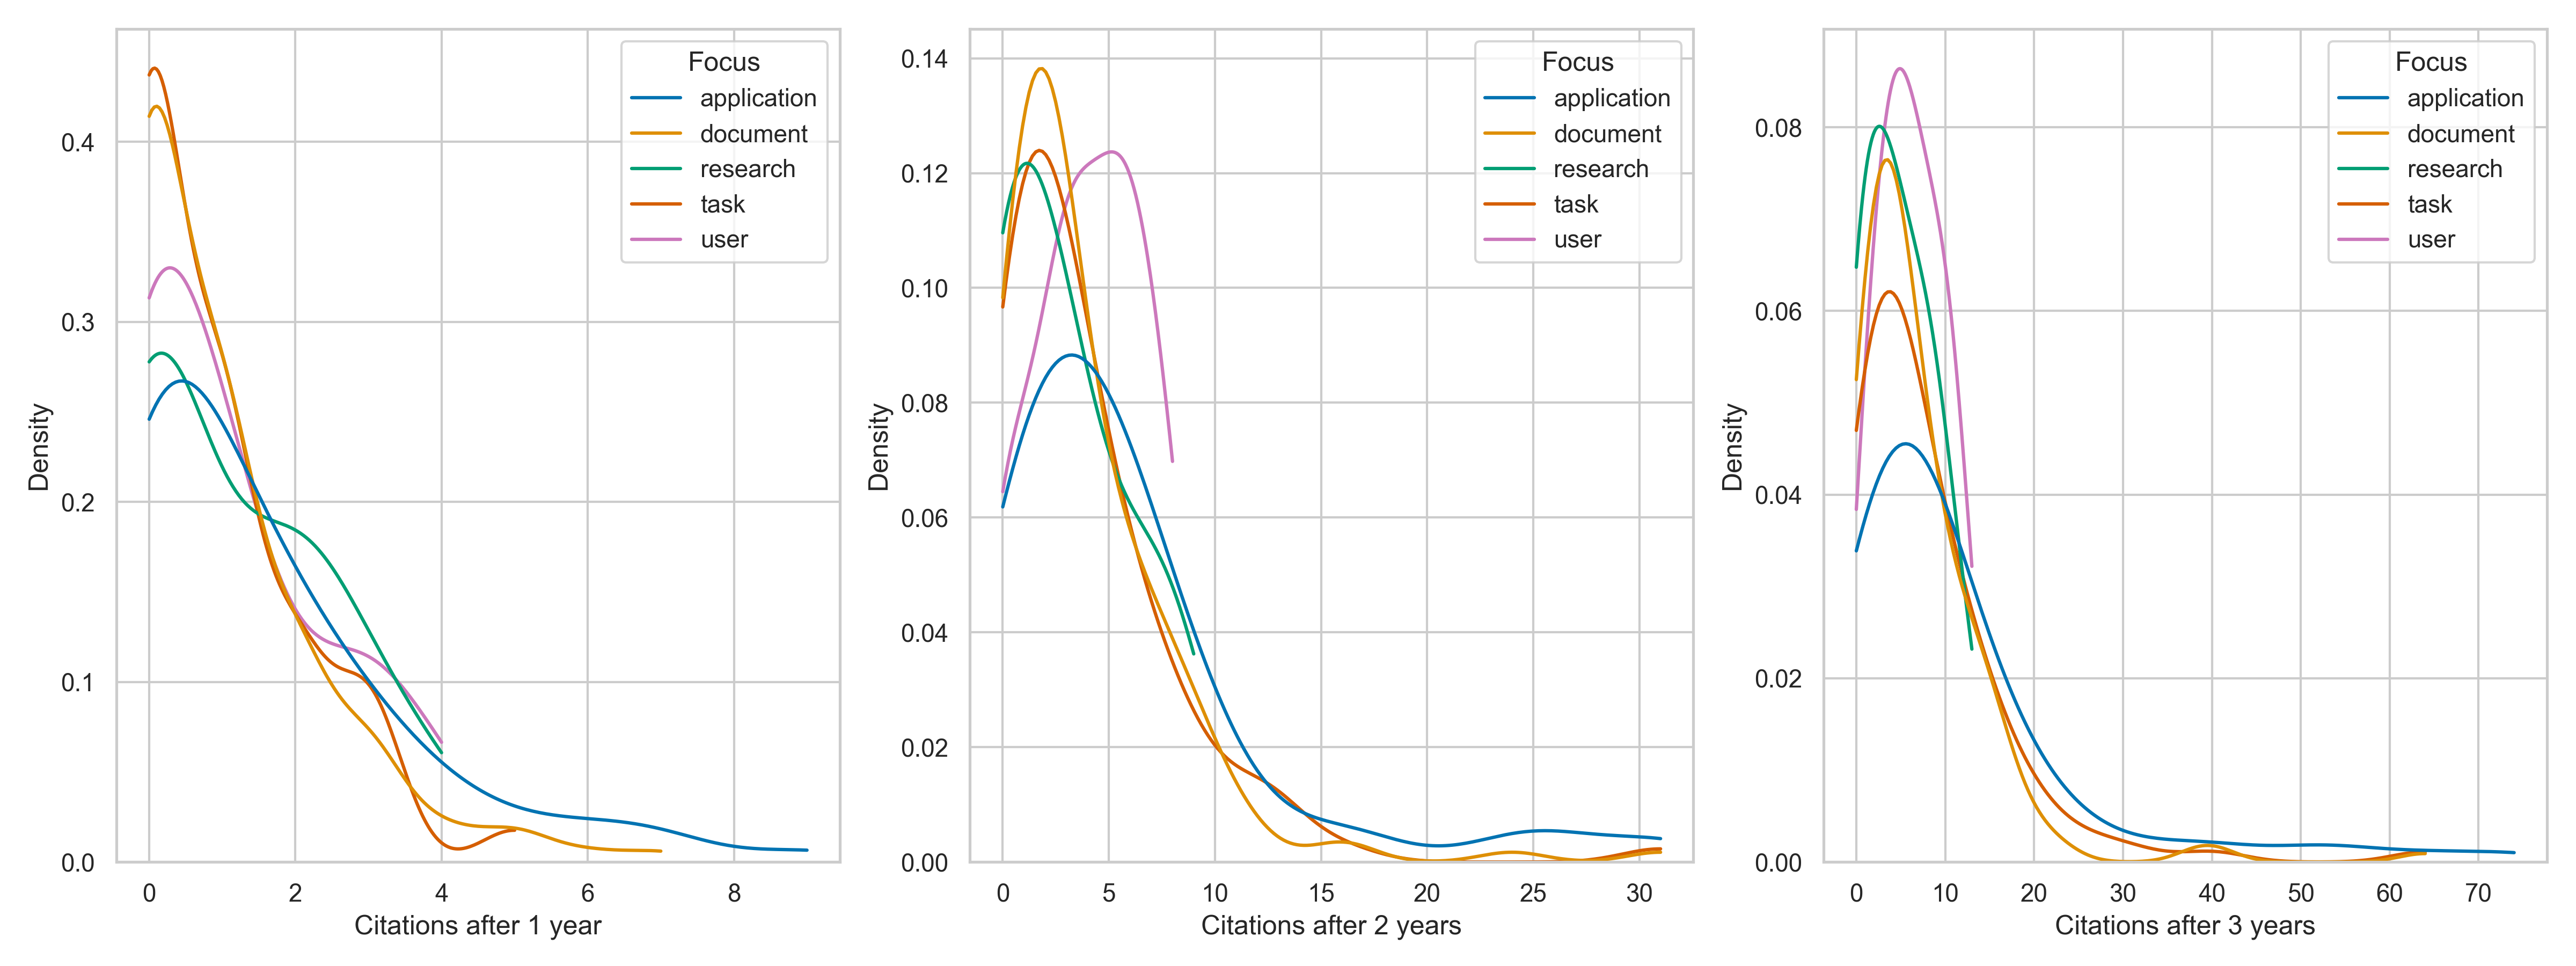 Focus
application
document
research
task
user
0.4
0.3
0.2
0.1
0.0
Density
0 2 4 6 8
Citations after 1 year
Focus
application
document
research
task
user
0.14
0.12
0.10
0.08
0.06
0.04
0.02
0.00
Density
0 5 10 15 20 25 30
Citations after 2 years
Focus
application
document
research
task
user
0.08
0.06
0.04
0.02
0.00
Density
0 10 20 30 40 50 60 70
Citations after 3 years